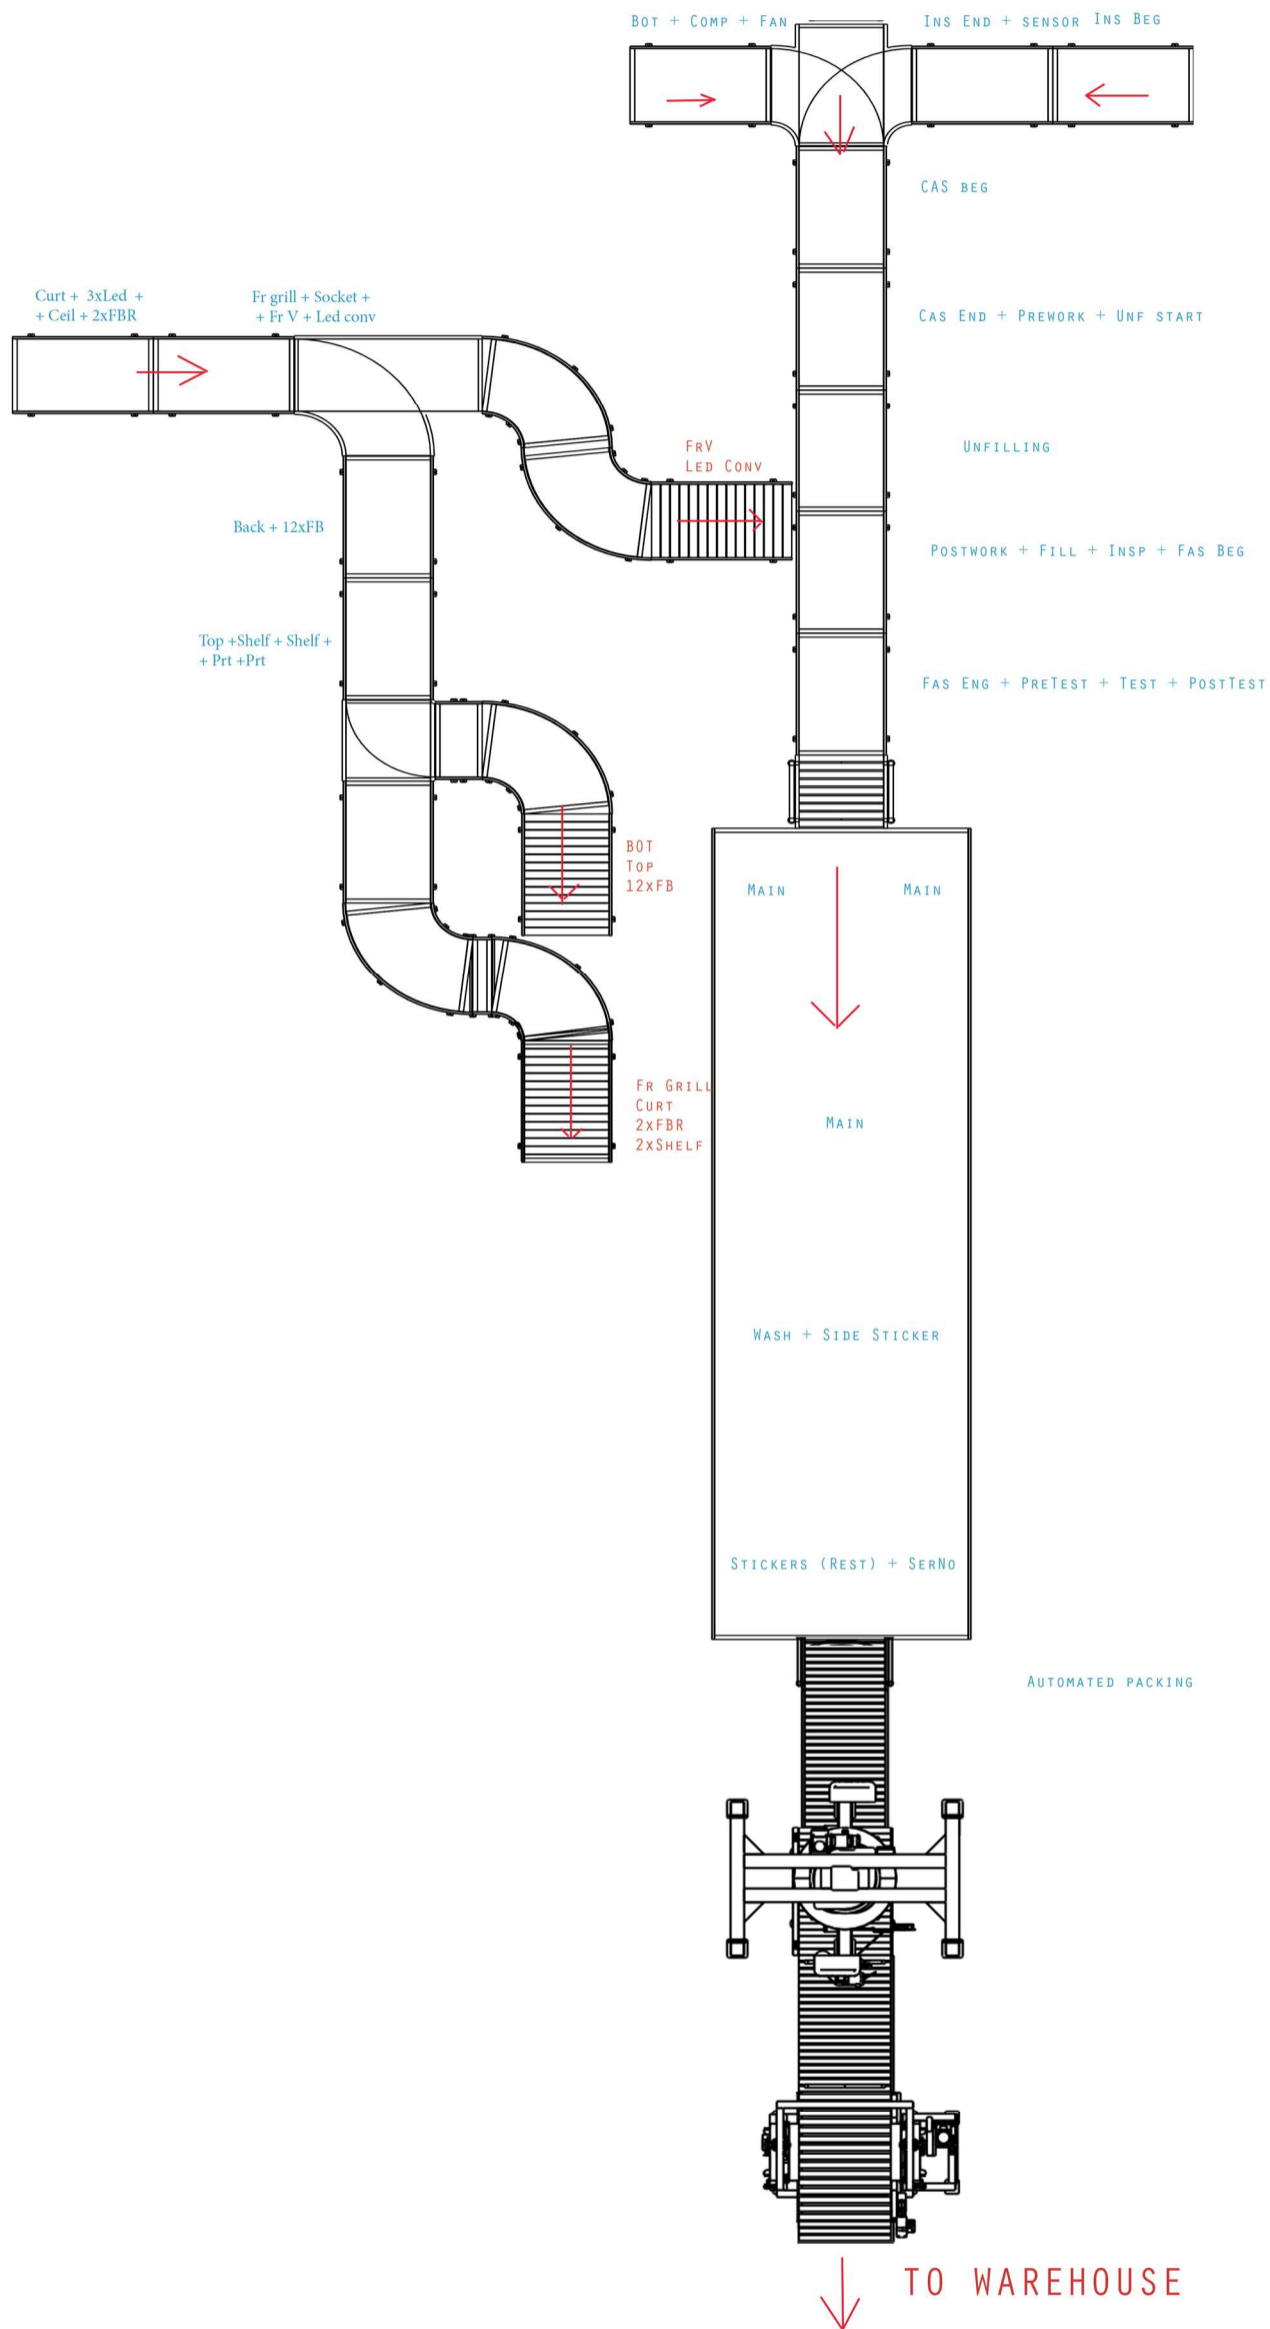 Bot + Comp + Fan
Ins End + sensor
Ins Beg
CAS beg
Curt + 3xLed +
+ Ceil + 2xFBR
Fr grill + Socket +
+ Fr V + Led conv
Cas End + Prework + Unf start
FrV
Led Conv
Unfilling
Back + 12xFB
Postwork + Fill + Insp + Fas Beg
Top +Shelf + Shelf +
+ Prt +Prt
Fas Eng + PreTest + Test + PostTest
BOT
Top
12xFB
Main
Main
Fr Grill
Curt
2xFBR
2xShelf
Main
Wash + Side Sticker
Stickers (Rest) + SerNo
Automated packing
TO WAREHOUSE